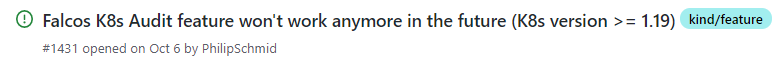 Falcos K8s Audit feature won't work anymore in the future (K8s version >= 1.19) kind/feature
#1431 opened on Oct 6 by PhilipSchmid